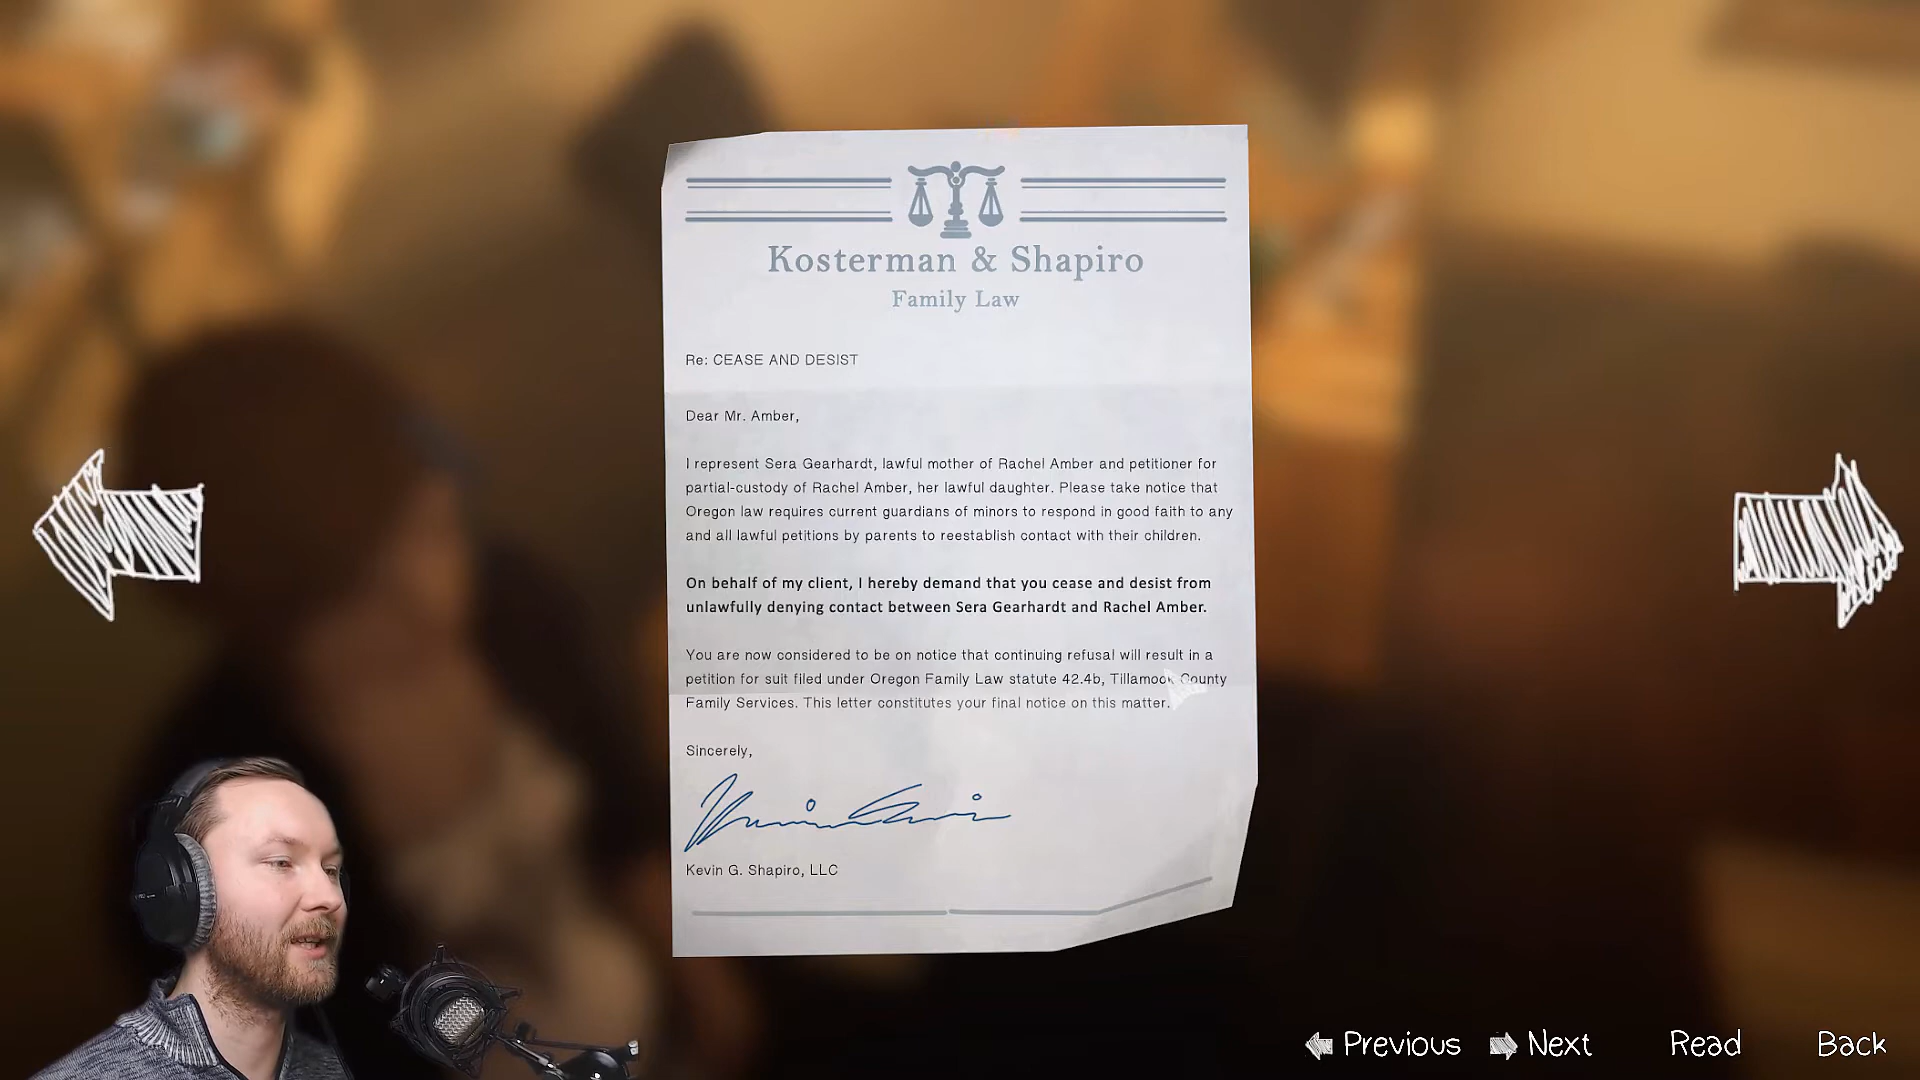 Kosterman & Shapiro
Family Law
Re: CEASE AND DESIST
Dear Mr. Amber,
I represent Sera Gearhardt, lawful mother of Rachel Amber and petitioner for
partial-custody of Rachel Amber, her lawful daughter. Please take notice that
Oregon law requires current guardians of minors to respond in good faith to any
and all lawful petitions by parents to reestablish contact with their children.
On behalf of my client, I hereby demand that you cease and desist from
unlawfully denying contact between Sera Gearhardt and Rachel Amber.
You are now considered to be on notice that continuing refusal will result in a
petition for suit filed under Oregon Family Law statute 42.4b, Tillamook County
Family Services. This letter constitutes your final notice on this matter.
Sincerely,
Kevin G. Shapiro, LLC
Previous Next Read Back